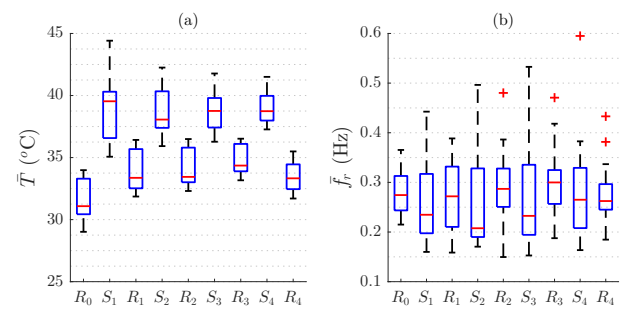 (a)
(b)
45
40
35
30
25
T̄ (°C)
R₀ S₁ R₁ S₂ R₂ S₃ R₃ S₄ R₄
0.6
0.5
0.4
0.3
0.2
0.1
f̄ᵣ (Hz)
R₀ S₁ R₁ S₂ R₂ S₃ R₃ S₄ R₄